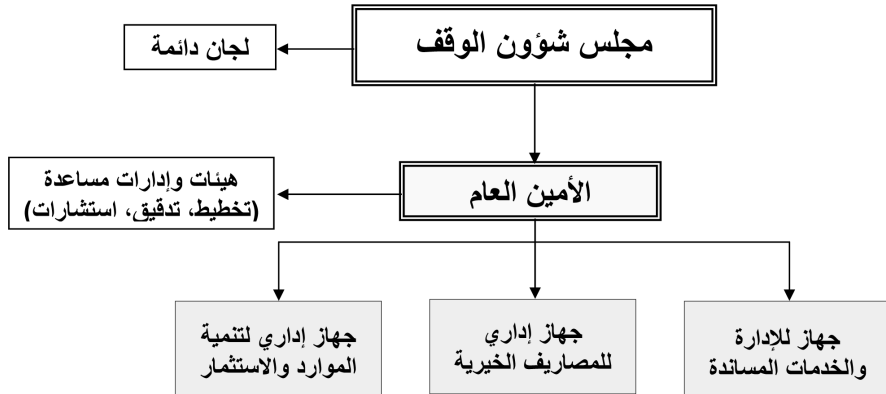 مجلس شؤون الوقف
لجان دائمة
الأمين العام
هيئات وإدارات مساعدة
(تخطيط، تدقيق، استشارات)
جهاز للإدارة
والخدمات المساندة
جهاز إداري
للمصاريف الخيرية
جهاز إداري لتنمية
الموارد والاستثمار